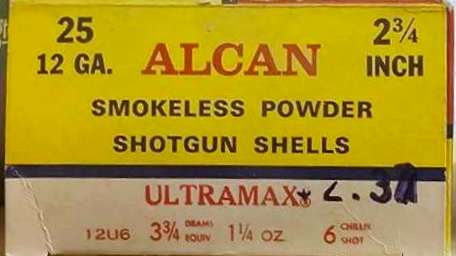 25 2¾
12 GA. ALCAN INCH
SMOKELESS POWDER
SHOTGUN SHELLS
ULTRAMAX
12U6 3¾ DRAMS EQUIV 1¼ OZ. 6 CHILLED SHOT